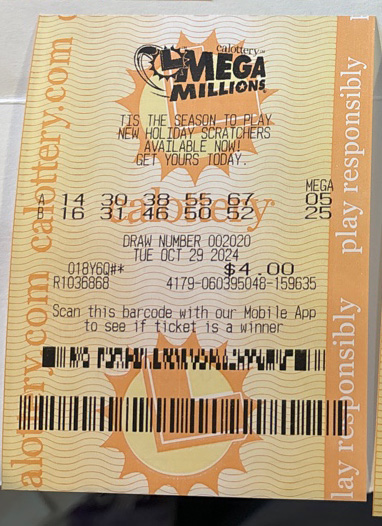 calottery
MEGA
MILLIONS
TIS THE SEASON TO PLAY
NEW HOLIDAY SCRATCHERS
AVAILABLE NOW!
GET YOURS TODAY.
MEGA
A 14 30 38 55 67 05
B 16 31 46 50 52 25
calottery
DRAW NUMBER 002020
TUE OCT 29 2024
018Y6Q#* $4.00
R1036868 4179-060395048-159635
Scan this barcode with our Mobile App
to see if ticket is a winner
alottery.com calottery.com c
lay responsibly play responsibly